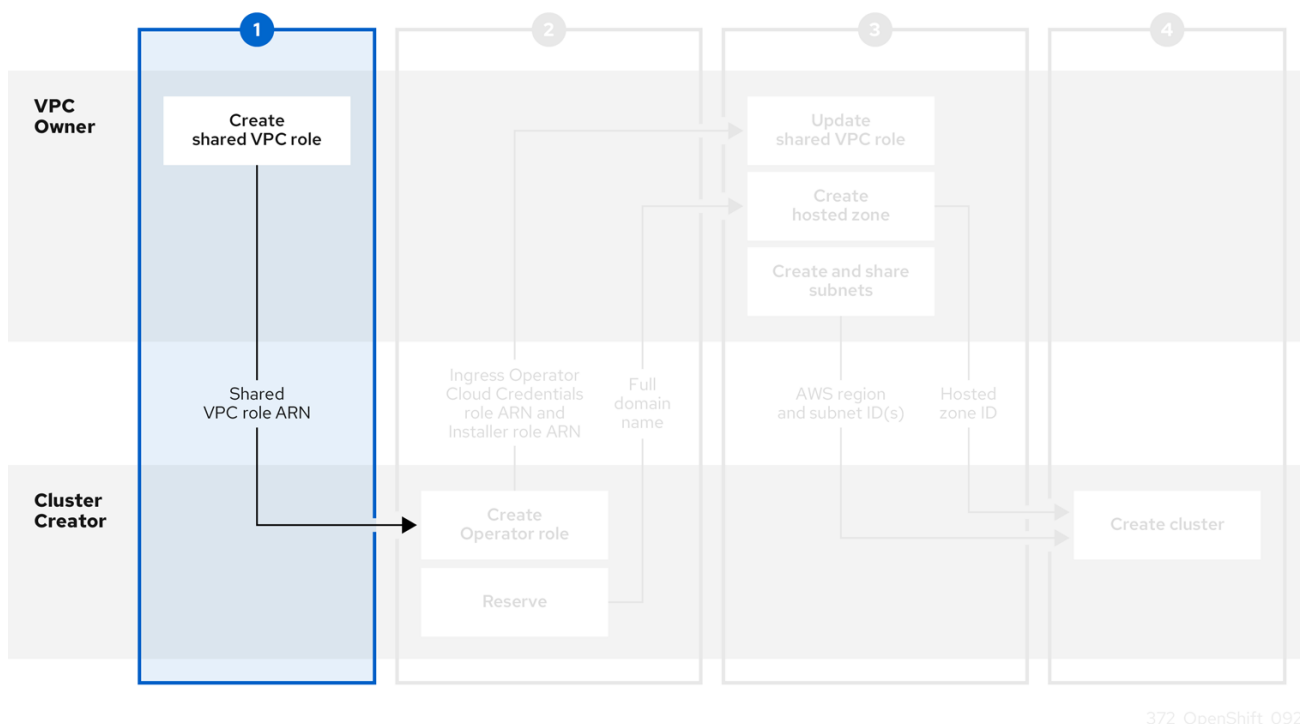 1
2
3
4
VPC
Owner
Create
shared VPC role
Update
shared VPC role
Create
hosted zone
Create and share
subnets
Shared
VPC role ARN
Ingress Operator
Cloud Credentials
role ARN and
Installer role ARN
Full
domain
name
AWS region
and subnet ID(s)
Hosted
zone ID
Cluster
Creator
Create
Operator role
Reserve
Create cluster
372_OpenShift_092